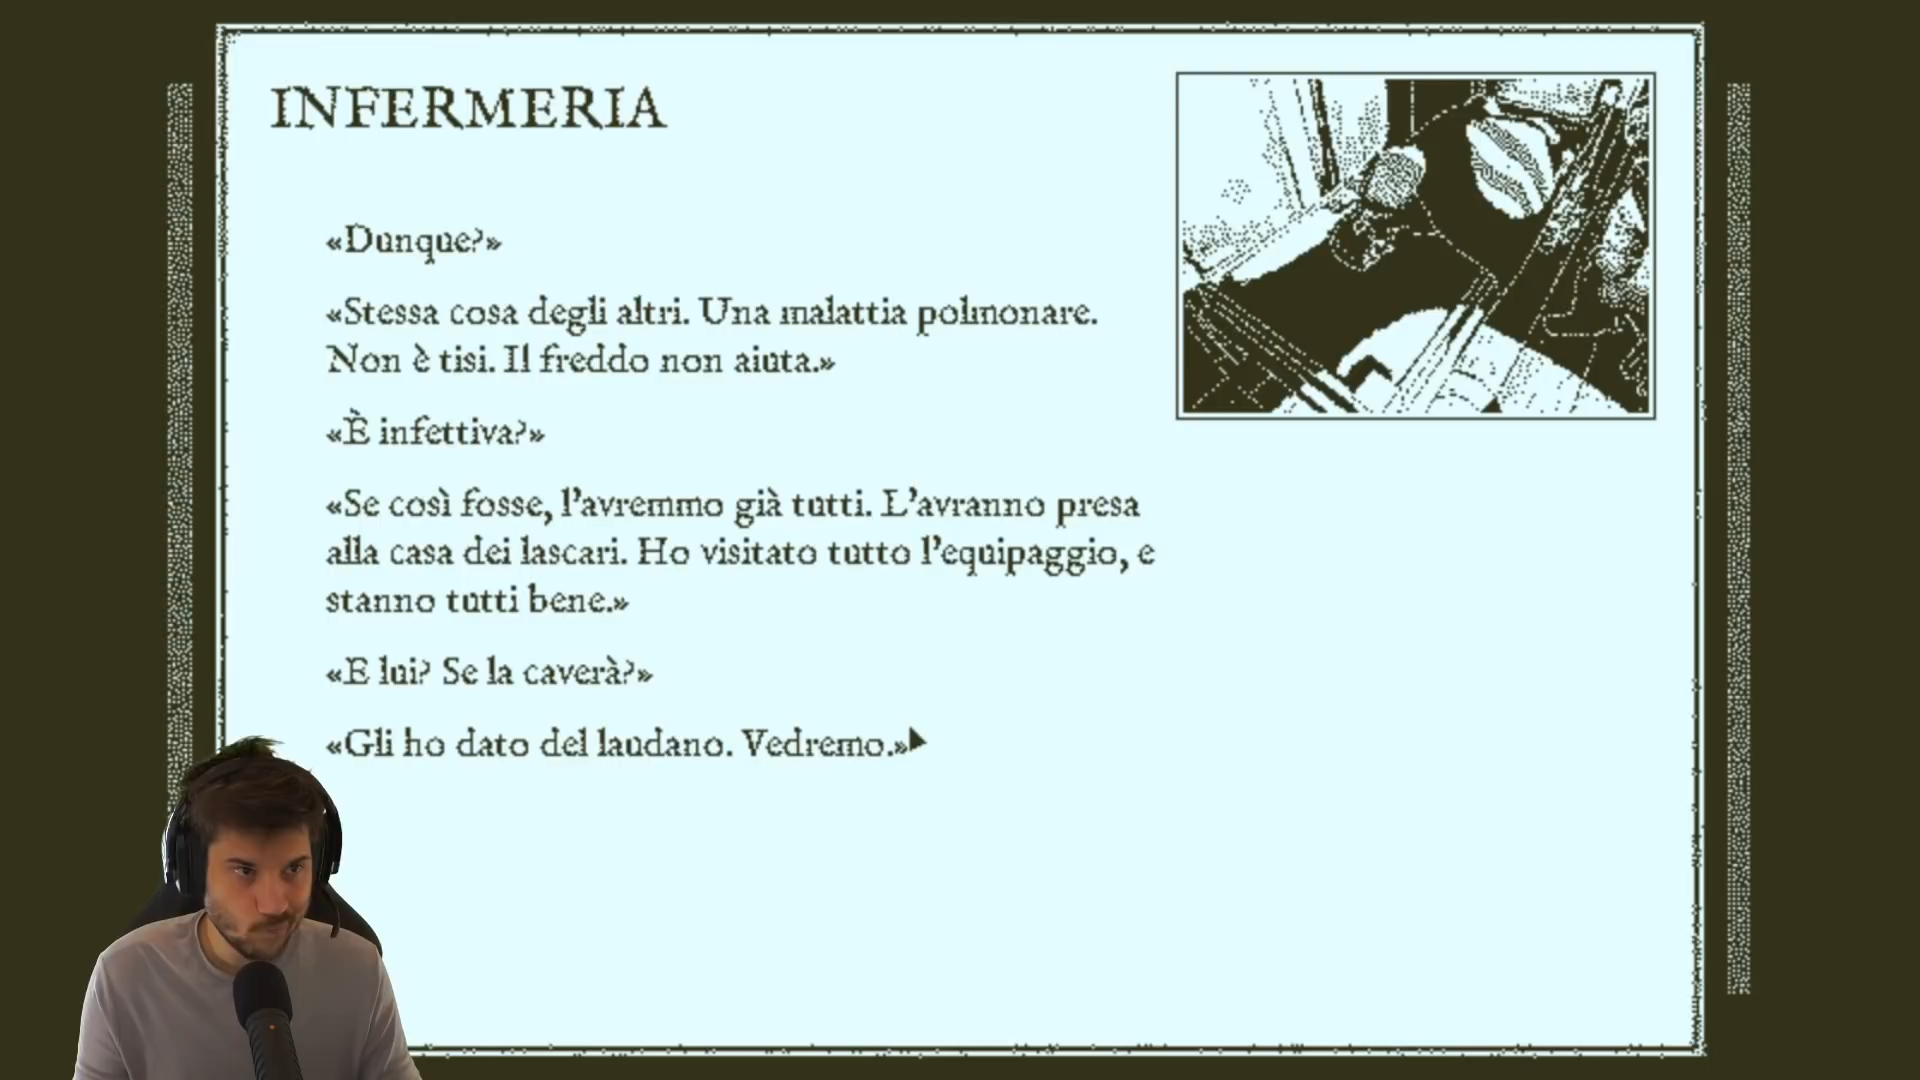 INFERMERIA
«Dunque?»
«Stessa cosa degli altri. Una malattia polmonare.
Non è tisi. Il freddo non aiuta.»
«È infettiva?»
«Se così fosse, l'avremmo già tutti. L'avranno presa
alla casa dei lascari. Ho visitato tutto l'equipaggio, e
stanno tutti bene.»
«E lui? Se la caverà?»
«Gli ho dato del laudano. Vedremo.»